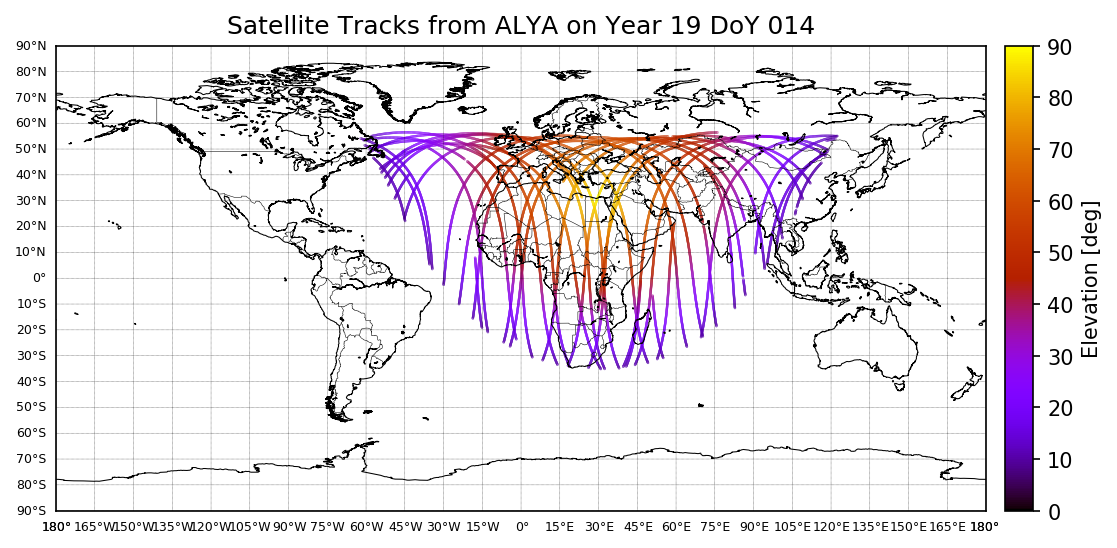 Satellite Tracks from ALYA on Year 19 DoY 014
90°N
80°N
70°N
60°N
50°N
40°N
30°N
20°N
10°N
0°
10°S
20°S
30°S
40°S
50°S
60°S
70°S
80°S
90°S
180° 165°W 150°W 135°W 120°W 105°W 90°W 75°W 60°W 45°W 30°W 15°W 0° 15°E 30°E 45°E 60°E 75°E 90°E 105°E 120°E 135°E 150°E 165°E 180°
90
80
70
60
50
40
30
20
10
0
Elevation [deg]